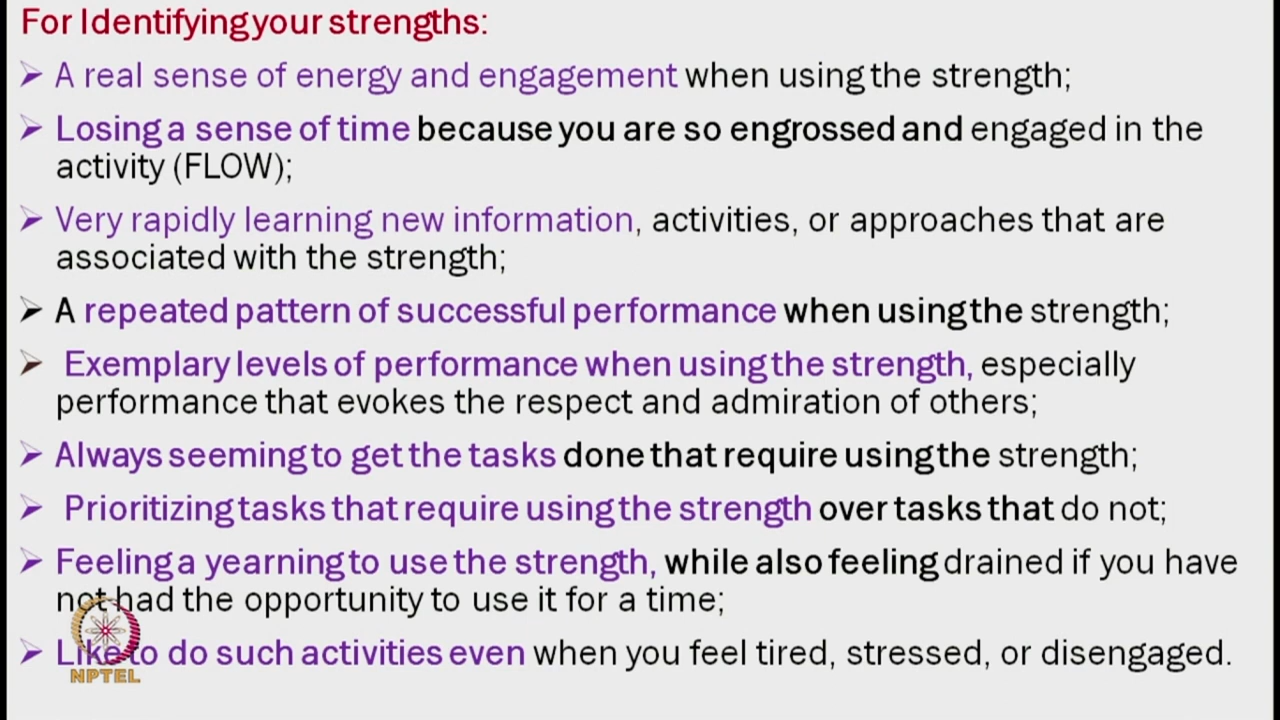 For Identifying your strengths:
➢ A real sense of energy and engagement when using the strength;
➢ Losing a sense of time because you are so engrossed and engaged in the
activity (FLOW);
➢ Very rapidly learning new information, activities, or approaches that are
associated with the strength;
➢ A repeated pattern of successful performance when using the strength;
➢ Exemplary levels of performance when using the strength, especially
performance that evokes the respect and admiration of others;
➢ Always seeming to get the tasks done that require using the strength;
➢ Prioritizing tasks that require using the strength over tasks that do not;
➢ Feeling a yearning to use the strength, while also feeling drained if you have
not had the opportunity to use it for a time;
➢ Like to do such activities even when you feel tired, stressed, or disengaged.
NPTEL